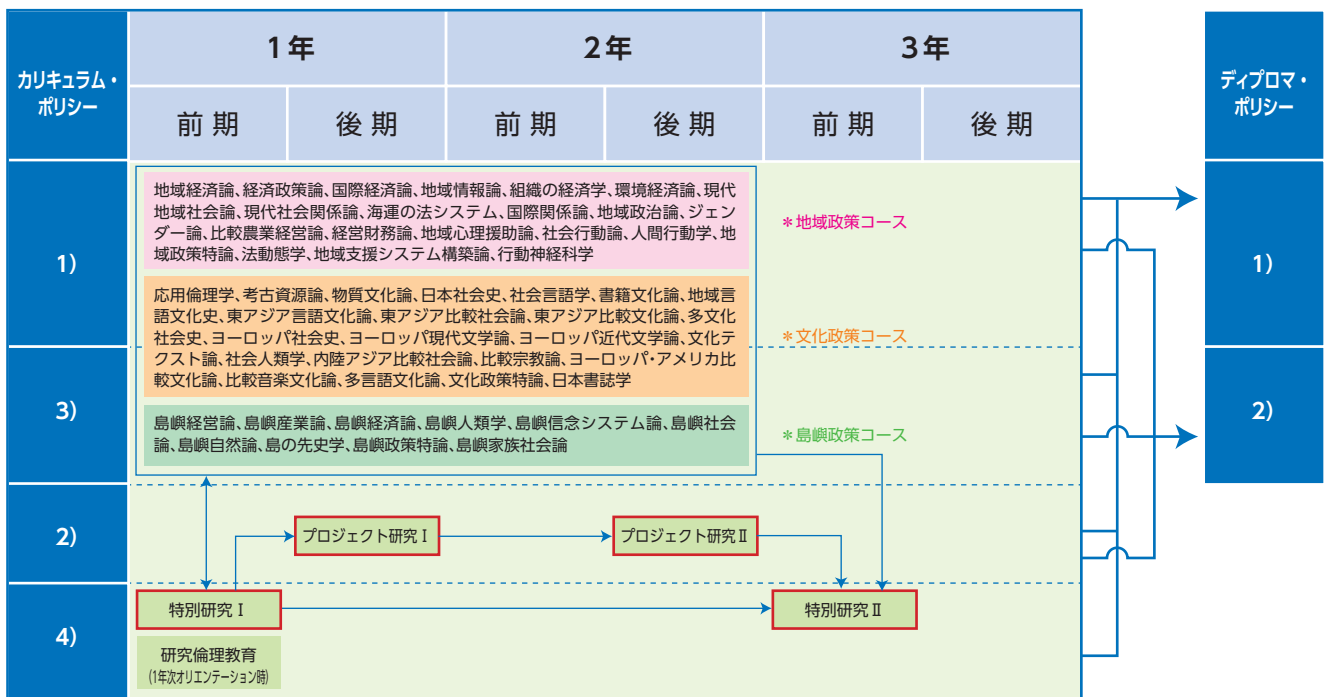 カリキュラム・
ポリシー
1年
2年
3年
前期
後期
前期
後期
前期
後期
ディプロマ・
ポリシー
1)
地域経済論、経済政策論、国際経済論、地域情報論、組織の経済学、環境経済論、現代
地域社会論、現代社会関係論、海運の法システム、国際関係論、地域政治論、ジェン
ダー論、比較農業経営論、経営財務論、地域心理援助論、社会行動論、人間行動学、地
域政策特論、法動態学、地域支援システム構築論、行動神経科学
*地域政策コース
1)
応用倫理学、考古資源論、物質文化論、日本社会史、社会言語学、書籍文化論、地域言
語文化史、東アジア言語文化論、東アジア比較社会論、東アジア比較文化論、多文化
社会史、ヨーロッパ社会史、ヨーロッパ現代文学論、ヨーロッパ近代文学論、文化テ
クスト論、社会人類学、内陸アジア比較社会論、比較宗教論、ヨーロッパ・アメリカ比
較文化論、比較音楽文化論、多言語文化論、文化政策特論、日本書誌学
*文化政策コース
3)
島嶼経営論、島嶼産業論、島嶼経済論、島嶼人類学、島嶼信念システム論、島嶼社会
論、島嶼自然論、島の先史学、島嶼政策特論、島嶼家族社会論
*島嶼政策コース
2)
2)
プロジェクト研究Ⅰ
プロジェクト研究Ⅱ
4)
特別研究Ⅰ
特別研究Ⅱ
研究倫理教育
(1年次オリエンテーション時)